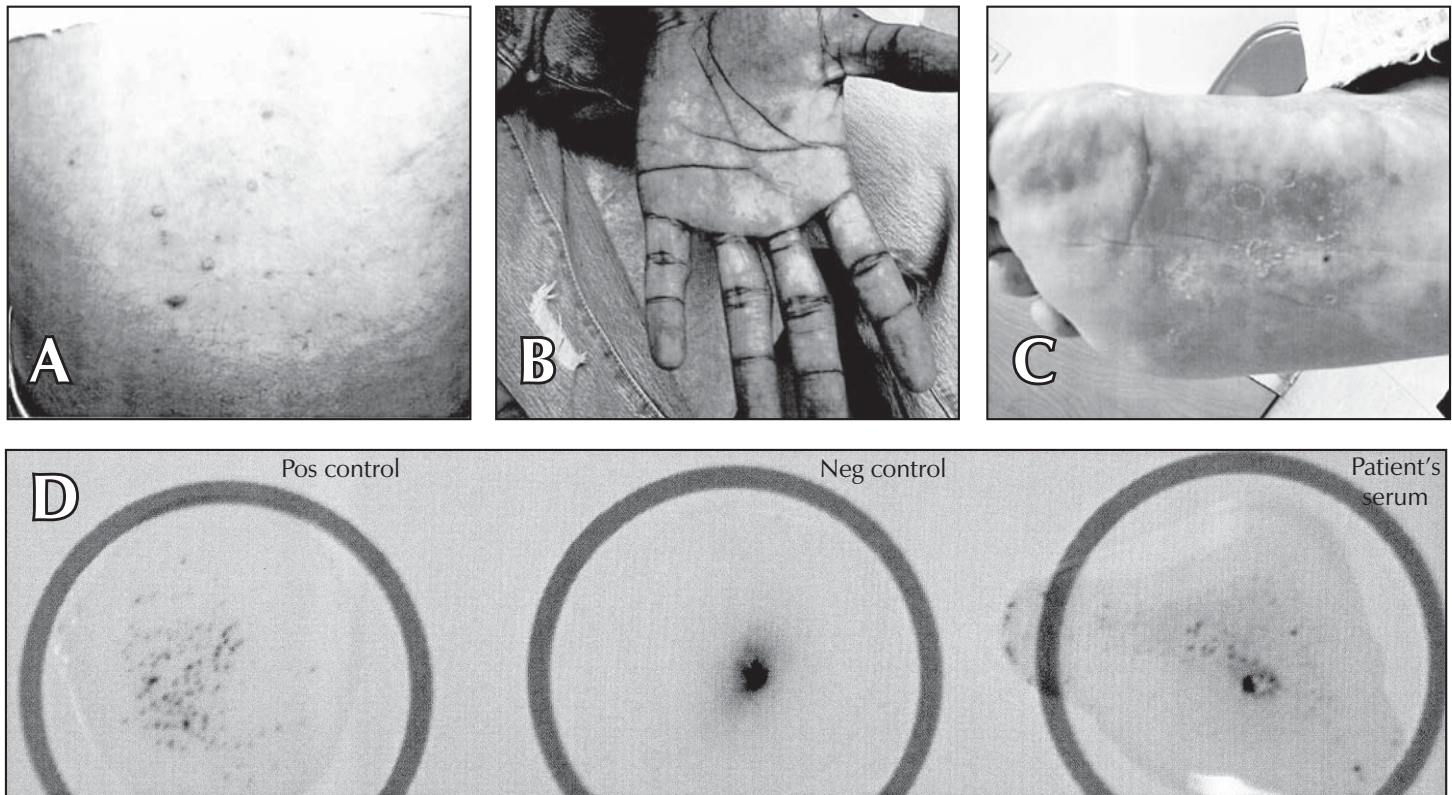 A
B
C
D
Pos control
Neg control
Patient's
serum